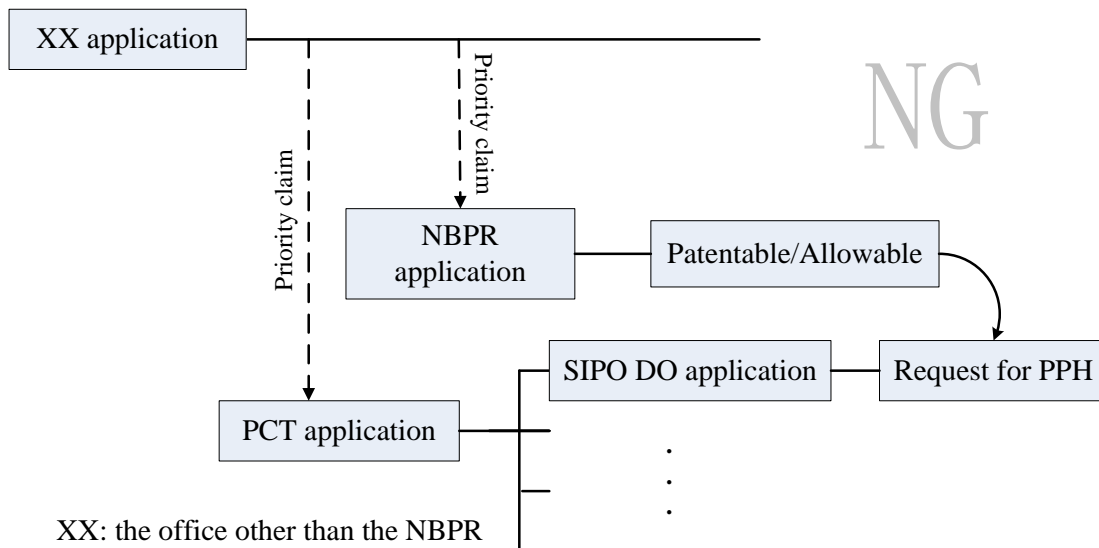 XX application
NG
Priority claim
Priority claim
NBPR
application
Patentable/Allowable
SIPO DO application
Request for PPH
PCT application
XX: the office other than the NBPR